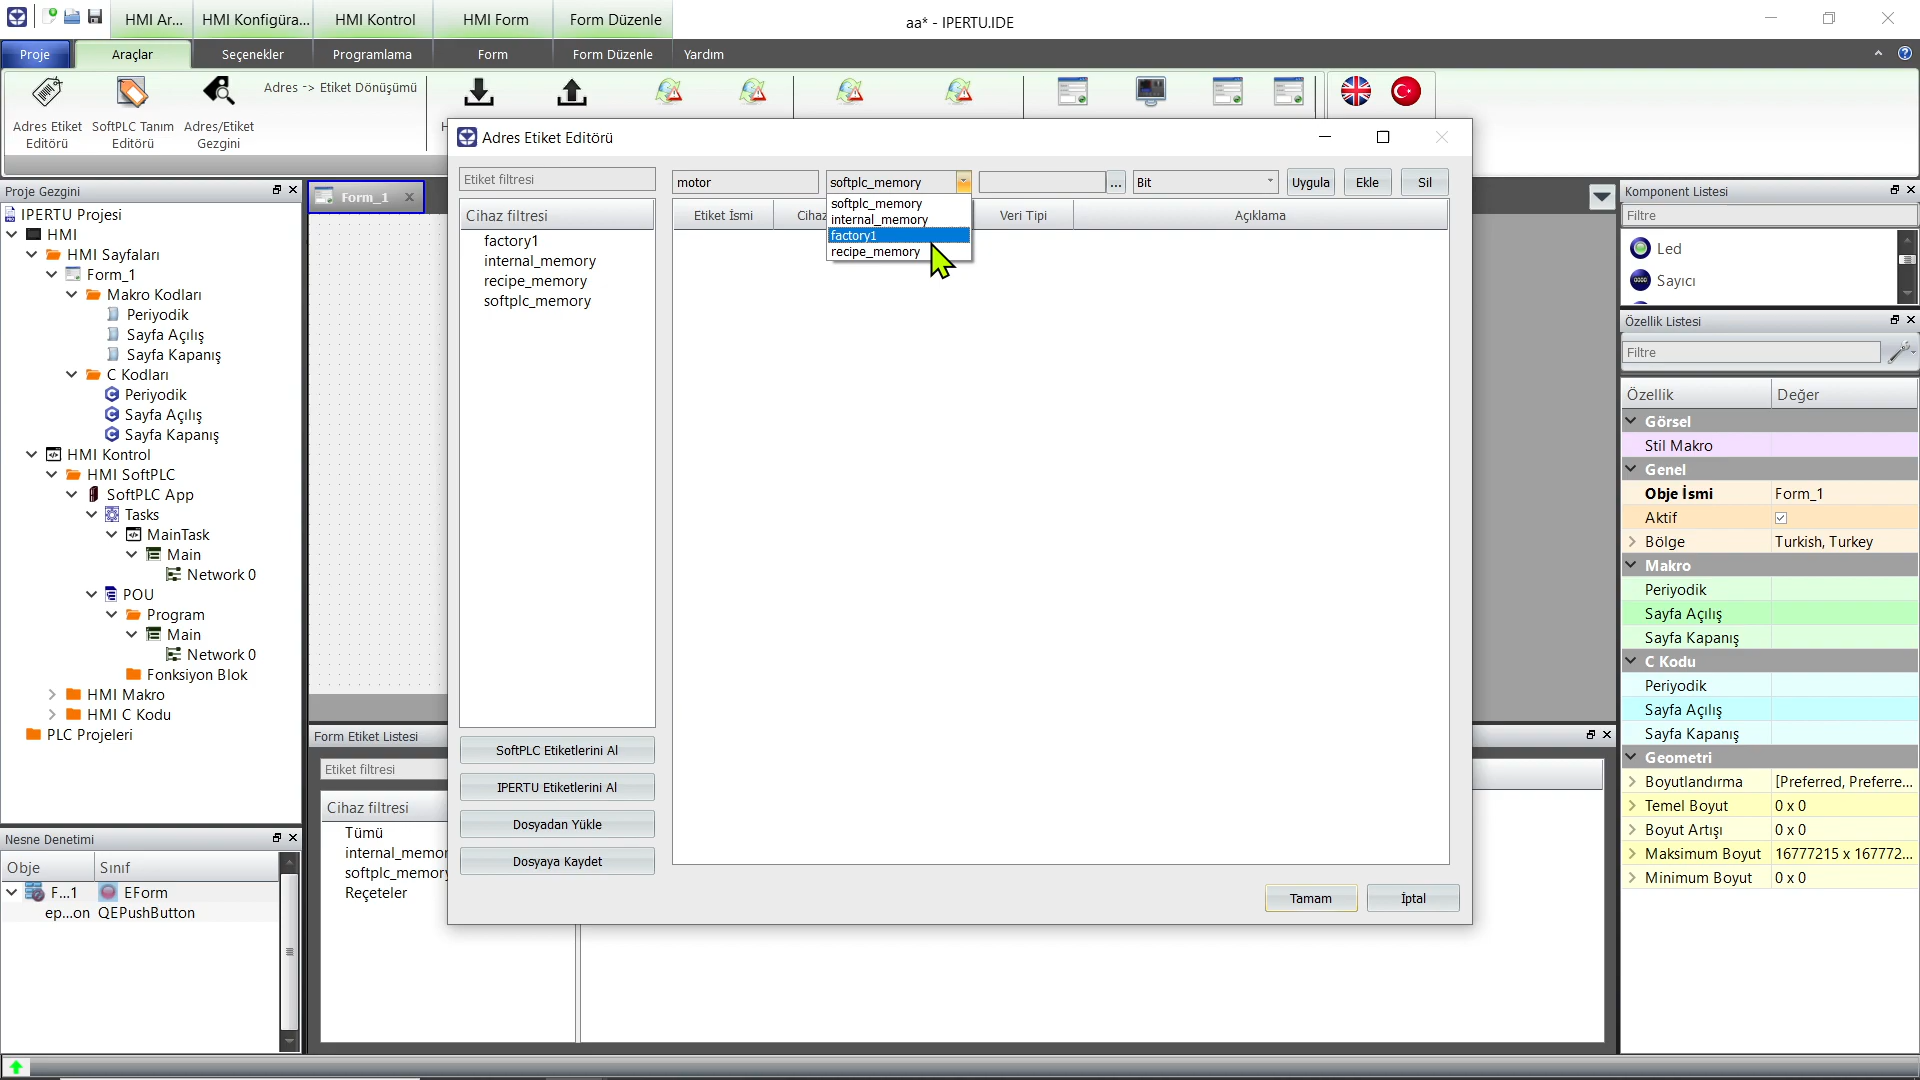 HMI Ar...
HMI Konfigüra...
HMI Kontrol
HMI Form
Form Düzenle
aa* - IPERTU.IDE
Proje
Araçlar
Seçenekler
Programlama
Form
Form Düzenle
Yardım
Adres Etiket Editörü
SoftPLC Tanım Editörü
Adres/Etiket Gezgini
Adres -> Etiket Dönüşümü
Proje Gezgini
IPERTU Projesi
HMI
HMI Sayfaları
Form_1
Makro Kodları
Periyodik
Sayfa Açılış
Sayfa Kapanış
C Kodları
Periyodik
Sayfa Açılış
Sayfa Kapanış
HMI Kontrol
HMI SoftPLC
SoftPLC App
Tasks
MainTask
Main
Network 0
POU
Program
Main
Network 0
Fonksiyon Blok
HMI Makro
HMI C Kodu
PLC Projeleri
Nesne Denetimi
Obje Sınıf
F...1 EForm
ep...on QEPushButton
Form_1
Adres Etiket Editörü
Etiket filtresi
motor
softplc_memory
...
Bit
Uygula
Ekle
Sil
Cihaz filtresi
factory1
internal_memory
recipe_memory
softplc_memory
Etiket İsmi
Cihaz
Veri Tipi
Açıklama
softplc_memory
internal_memory
factory1
recipe_memory
SoftPLC Etiketlerini Al
IPERTU Etiketlerini Al
Dosyadan Yükle
Dosyaya Kaydet
Tamam
İptal
Form Etiket Listesi
Etiket filtresi
Cihaz filtresi
Tümü
internal_memor
softplc_memory
Reçeteler
Komponent Listesi
Filtre
Led
Sayıcı
Özellik Listesi
Filtre
Özellik Değer
Görsel
Stil Makro
Genel
Obje İsmi Form_1
Aktif
Bölge Turkish, Turkey
Makro
Periyodik
Sayfa Açılış
Sayfa Kapanış
C Kodu
Periyodik
Sayfa Açılış
Sayfa Kapanış
Geometri
Boyutlandırma [Preferred, Preferre...
Temel Boyut 0 x 0
Boyut Artışı 0 x 0
Maksimum Boyut 16777215 x 167772...
Minimum Boyut 0 x 0